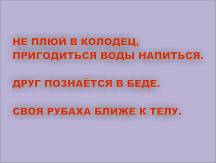 НЕ ПЛЮЙ В КОЛОДЕЦ,
ПРИГОДИТЬСЯ ВОДЫ НАПИТЬСЯ.
ДРУГ ПОЗНАЁТСЯ В БЕДЕ.
СВОЯ РУБАХА БЛИЖЕ К ТЕЛУ.